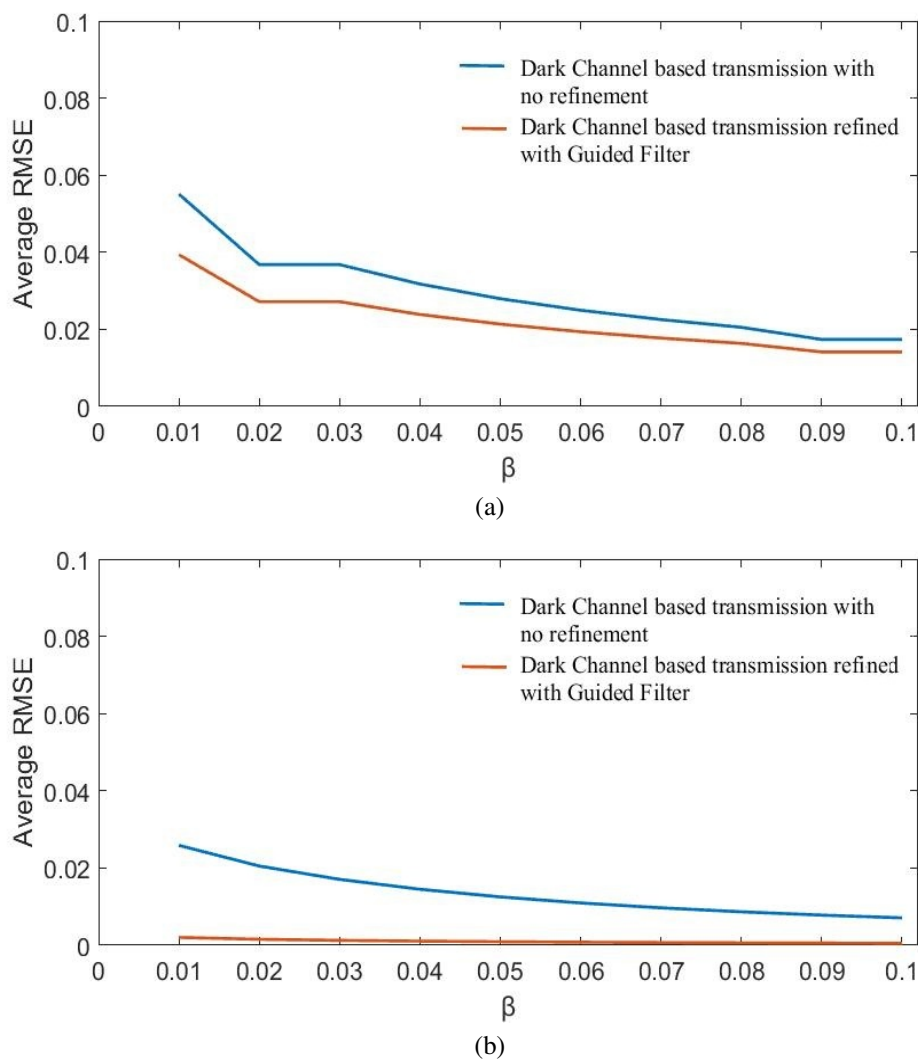 0.1
Dark Channel based transmission with
no refinement
Dark Channel based transmission refined
with Guided Filter
0.08
0.06
0.04
0.02
0
Average RMSE
0 0.01 0.02 0.03 0.04 0.05 0.06 0.07 0.08 0.09 0.1
β
(a)
0.1
Dark Channel based transmission with
no refinement
Dark Channel based transmission refined
with Guided Filter
0.08
0.06
0.04
0.02
0
Average RMSE
0 0.01 0.02 0.03 0.04 0.05 0.06 0.07 0.08 0.09 0.1
β
(b)